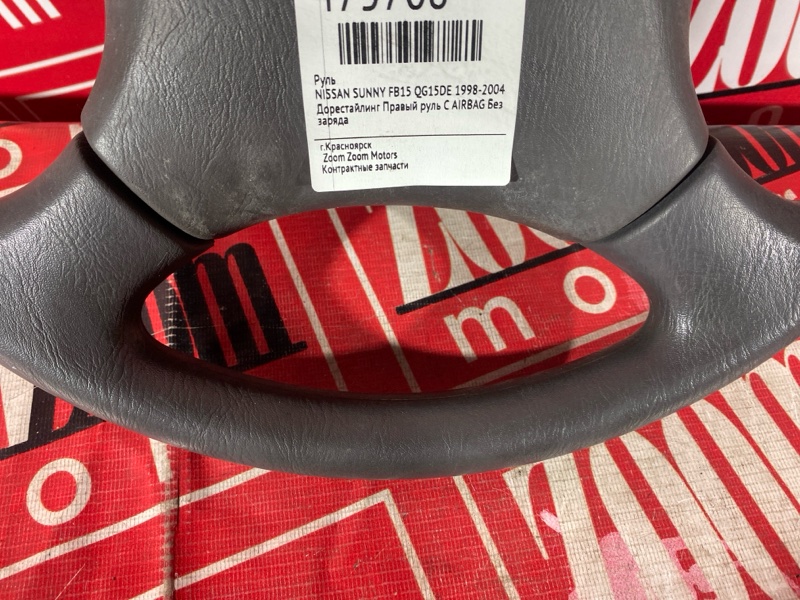 Руль
NISSAN SUNNY FB15 QG15DE 1998-2004
Дорестайлинг Правый руль С AIRBAG Без
заряда
г.Красноярск
Zoom Zoom Motors
Контрактные запчасти
m o